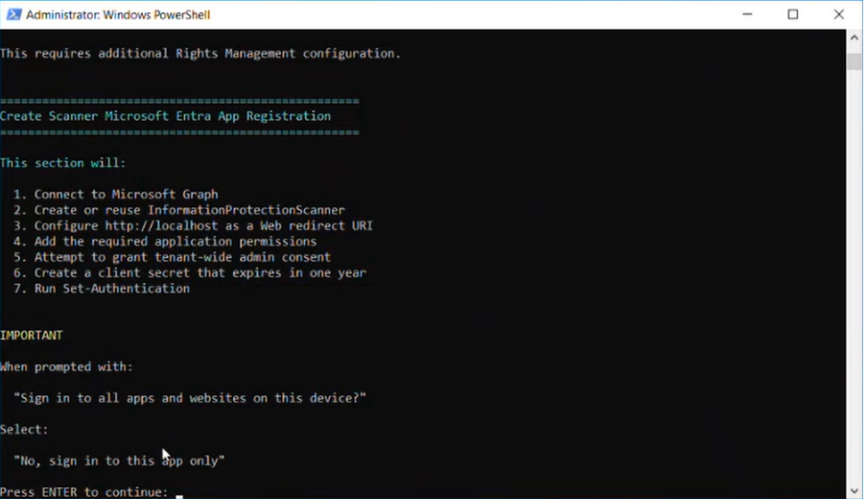 Administrator: Windows PowerShell
This requires additional Rights Management configuration.
===================================================
Create Scanner Microsoft Entra App Registration
===================================================
This section will:
1. Connect to Microsoft Graph
2. Create or reuse InformationProtectionScanner
3. Configure http://localhost as a Web redirect URI
4. Add the required application permissions
5. Attempt to grant tenant-wide admin consent
6. Create a client secret that expires in one year
7. Run Set-Authentication
IMPORTANT
When prompted with:
"Sign in to all apps and websites on this device?"
Select:
"No, sign in to this app only"
Press ENTER to continue: _